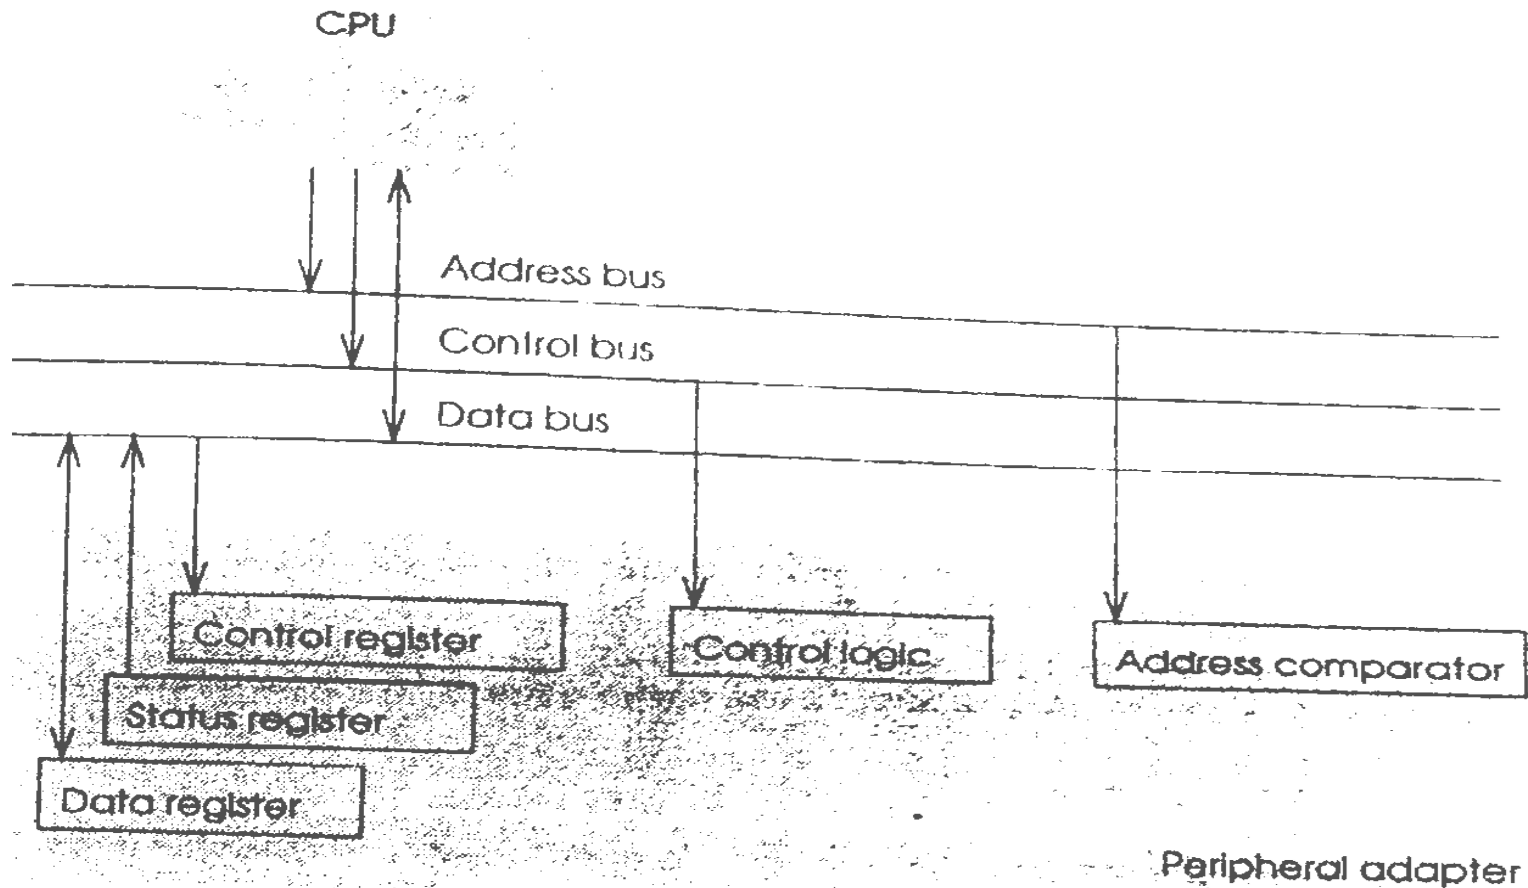 CPU
Address bus
Control bus
Data bus
Control register
Control logic
Address comparator
Status register
Data register
Peripheral adapter